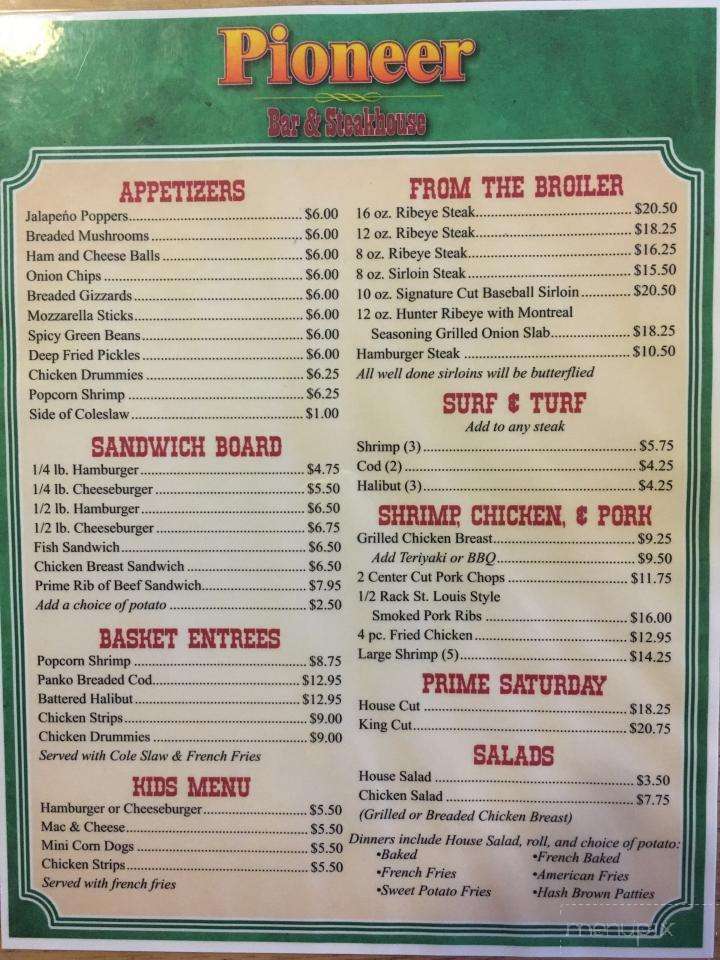 Pioneer
Bar & Steakhouse
APPETIZERS
Jalapeño Poppers $6.00
Breaded Mushrooms $6.00
Ham and Cheese Balls $6.00
Onion Chips $6.00
Breaded Gizzards $6.00
Mozzarella Sticks $6.00
Spicy Green Beans $6.00
Deep Fried Pickles $6.00
Chicken Drummies $6.25
Popcorn Shrimp $6.25
Side of Coleslaw $1.00
SANDWICH BOARD
1/4 lb. Hamburger $4.75
1/4 lb. Cheeseburger $5.50
1/2 lb. Hamburger $6.50
1/2 lb. Cheeseburger $6.75
Fish Sandwich $6.50
Chicken Breast Sandwich $6.50
Prime Rib of Beef Sandwich $7.95
Add a choice of potato $2.50
BASKET ENTREES
Popcorn Shrimp $8.75
Panko Breaded Cod $12.95
Battered Halibut $12.95
Chicken Strips $9.00
Chicken Drummies $9.00
Served with Cole Slaw & French Fries
KIDS MENU
Hamburger or Cheeseburger $5.50
Mac & Cheese $5.50
Mini Corn Dogs $5.50
Chicken Strips $5.50
Served with french fries
FROM THE BROILER
16 oz. Ribeye Steak $20.50
12 oz. Ribeye Steak $18.25
8 oz. Ribeye Steak $16.25
8 oz. Sirloin Steak $15.50
10 oz. Signature Cut Baseball Sirloin $20.50
12 oz. Hunter Ribeye with Montreal
Seasoning Grilled Onion Slab $18.25
Hamburger Steak $10.50
All well done sirloins will be butterflied
SURF & TURF
Add to any steak
Shrimp (3) $5.75
Cod (2) $4.25
Halibut (3) $4.25
SHRIMP, CHICKEN, & PORK
Grilled Chicken Breast $9.25
Add Teriyaki or BBQ $9.50
2 Center Cut Pork Chops $11.75
1/2 Rack St. Louis Style
Smoked Pork Ribs $16.00
4 pc. Fried Chicken $12.95
Large Shrimp (5) $14.25
PRIME SATURDAY
House Cut $18.25
King Cut $20.75
SALADS
House Salad $3.50
Chicken Salad $7.75
(Grilled or Breaded Chicken Breast)
Dinners include House Salad, roll, and choice of potato:
•Baked •French Baked
•French Fries •American Fries
•Sweet Potato Fries •Hash Brown Patties
menupix